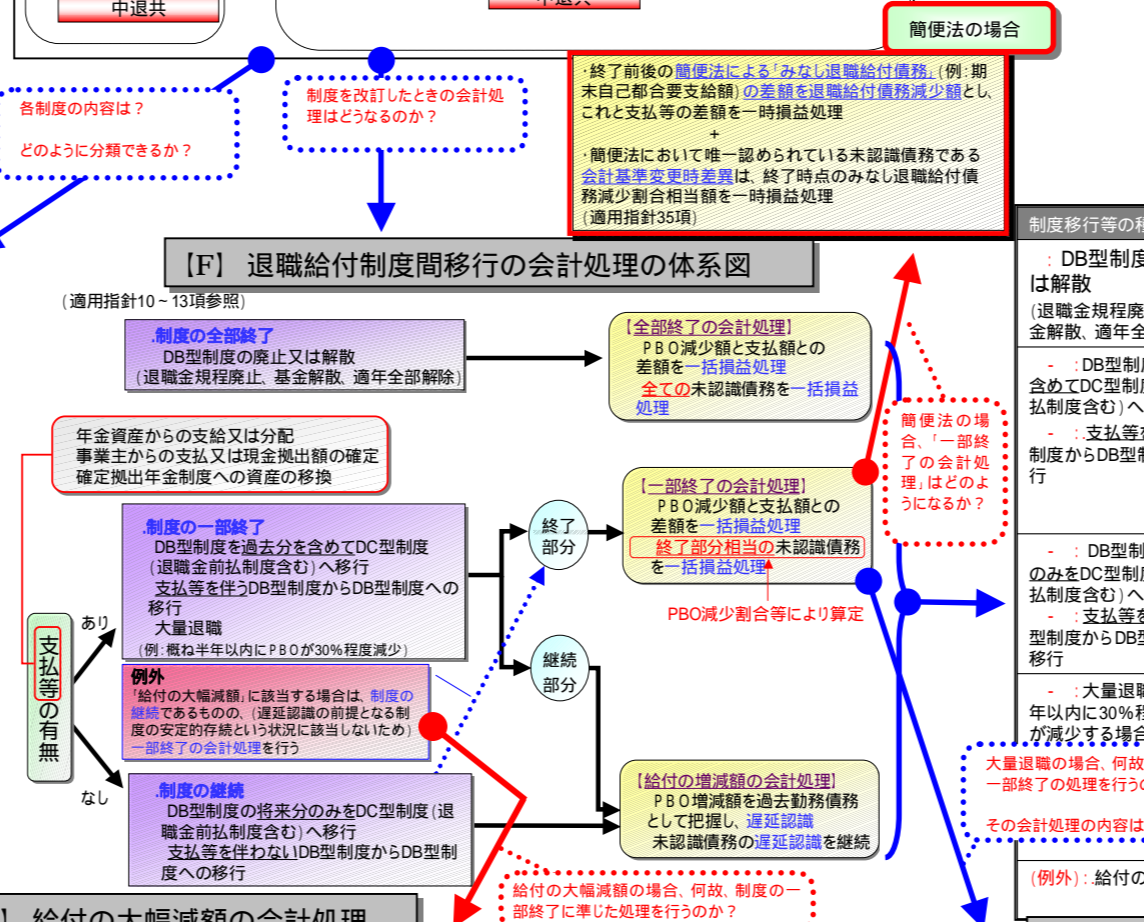 中退共
簡便法の場合
・終了前後の簡便法による「みなし退職給付債務」(例：期
末自己都合要支給額)の差額を退職給付債務減少額とし、
これと支払等の差額を一時損益処理
+
・簡便法において唯一認められている未認識債務である
会計基準変更時差異は、終了時点のみなし退職給付債
務減少割合相当額を一時損益処理
(適用指針35項)
各制度の内容は？
どのように分類できるか？
制度を改訂したときの会計処
理はどうなるのか？
【F】 退職給付制度間移行の会計処理の体系図
(適用指針10～13項参照)
.制度の全部終了
DB型制度の廃止又は解散
(退職金規程廃止、基金解散、適年全部解除)
【全部終了の会計処理】
PBO減少額と支払額との
差額を一括損益処理
全ての未認識債務を一括損益
処理
年金資産からの支給又は分配
事業主からの支払又は現金拠出額の確定
確定拠出年金制度への資産の移換
.制度の一部終了
DB型制度を過去分を含めてDC型制度
(退職金前払制度含む)へ移行
支払等を伴うDB型制度からDB型制度への
移行
大量退職
(例：概ね半年以内にPBOが30%程度減少)
終了
部分
【一部終了の会計処理】
PBO減少額と支払額との
差額を一括損益処理
終了部分相当の未認識債務
を一括損益処理
PBO減少割合等により算定
簡便法の場
合、「一部終
了の会計処
理」はどのよ
うになるか？
支払等の有無
あり
なし
例外
「給付の大幅減額」に該当する場合は、制度の
継続であるものの、(遅延認識の前提となる制
度の安定的存続という状況に該当しないため)
一部終了の会計処理を行う
継続
部分
.制度の継続
DB型制度の将来分のみをDC型制度(退
職金前払制度含む)へ移行
支払等を伴わないDB型制度からDB型制
度への移行
【給付の増減額の会計処理】
PBO増減額を過去勤務債務
として把握し、遅延認識
未認識債務の遅延認識を継続
給付の大幅減額の場合、何故、制度の一
部終了に準じた処理を行うのか？
】 給付の大幅減額の会計処理
制度移行等の種
：DB型制度
は解散
(退職金規程廃
金解散、適年全
- ：DB型制度
含めてDC型制度
払制度含む)へ
- ：.支払等を
制度からDB型制
行
- ：DB型制
のみをDC型制度
払制度含む)へ
- ：支払等を
型制度からDB型
移行
- ：大量退職
年以内に30%程
が減少する場合
大量退職の場合、何故
一部終了の処理を行うの
その会計処理の内容は
(例外)：.給付の